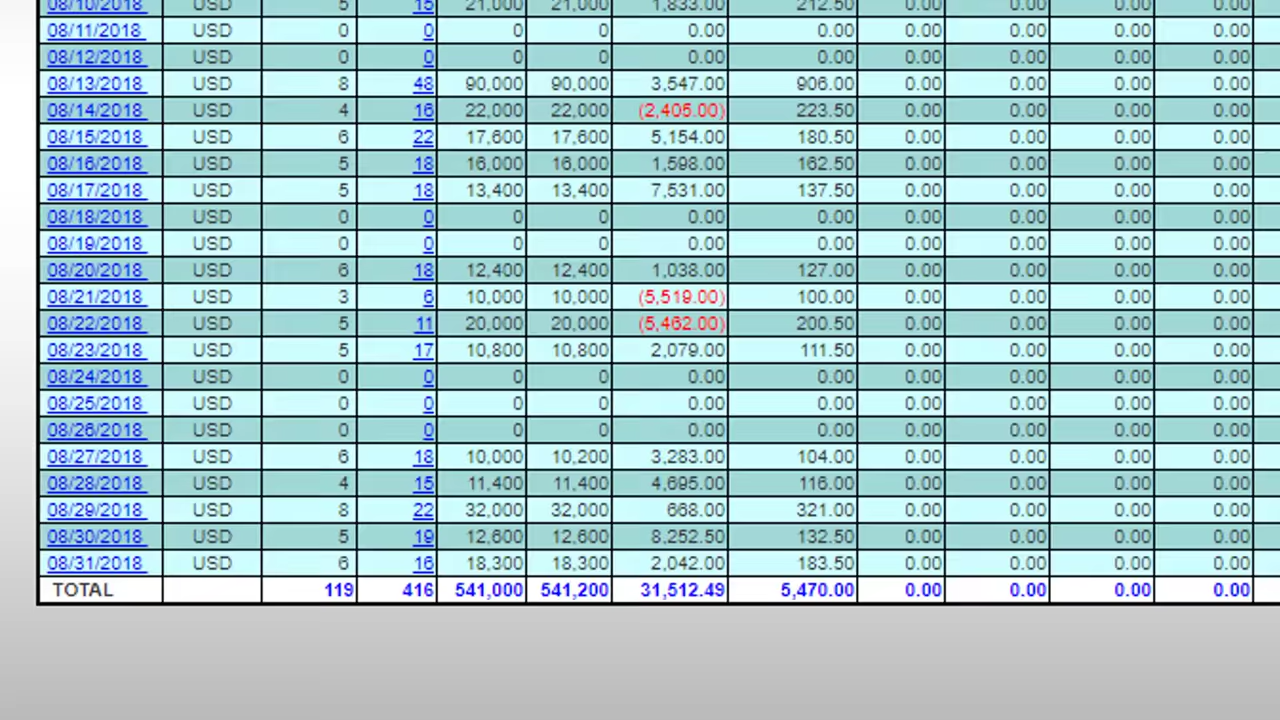 08/10/2018 USD 5 15 21,000 21,000 1,833.00 212.50 0.00 0.00 0.00 0.00
08/11/2018 USD 0 0 0 0 0.00 0.00 0.00 0.00 0.00 0.00
08/12/2018 USD 0 0 0 0 0.00 0.00 0.00 0.00 0.00 0.00
08/13/2018 USD 8 48 90,000 90,000 3,547.00 906.00 0.00 0.00 0.00 0.00
08/14/2018 USD 4 16 22,000 22,000 (2,405.00) 223.50 0.00 0.00 0.00 0.00
08/15/2018 USD 6 22 17,600 17,600 5,154.00 180.50 0.00 0.00 0.00 0.00
08/16/2018 USD 5 18 16,000 16,000 1,598.00 162.50 0.00 0.00 0.00 0.00
08/17/2018 USD 5 18 13,400 13,400 7,531.00 137.50 0.00 0.00 0.00 0.00
08/18/2018 USD 0 0 0 0 0.00 0.00 0.00 0.00 0.00 0.00
08/19/2018 USD 0 0 0 0 0.00 0.00 0.00 0.00 0.00 0.00
08/20/2018 USD 6 18 12,400 12,400 1,038.00 127.00 0.00 0.00 0.00 0.00
08/21/2018 USD 3 6 10,000 10,000 (5,519.00) 100.00 0.00 0.00 0.00 0.00
08/22/2018 USD 5 11 20,000 20,000 (5,462.00) 200.50 0.00 0.00 0.00 0.00
08/23/2018 USD 5 17 10,800 10,800 2,079.00 111.50 0.00 0.00 0.00 0.00
08/24/2018 USD 0 0 0 0 0.00 0.00 0.00 0.00 0.00 0.00
08/25/2018 USD 0 0 0 0 0.00 0.00 0.00 0.00 0.00 0.00
08/26/2018 USD 0 0 0 0 0.00 0.00 0.00 0.00 0.00 0.00
08/27/2018 USD 6 18 10,000 10,200 3,283.00 104.00 0.00 0.00 0.00 0.00
08/28/2018 USD 4 15 11,400 11,400 4,695.00 116.00 0.00 0.00 0.00 0.00
08/29/2018 USD 8 22 32,000 32,000 668.00 321.00 0.00 0.00 0.00 0.00
08/30/2018 USD 5 19 12,600 12,600 8,252.50 132.50 0.00 0.00 0.00 0.00
08/31/2018 USD 6 16 18,300 18,300 2,042.00 183.50 0.00 0.00 0.00 0.00
TOTAL 119 416 541,000 541,200 31,512.49 5,470.00 0.00 0.00 0.00 0.00